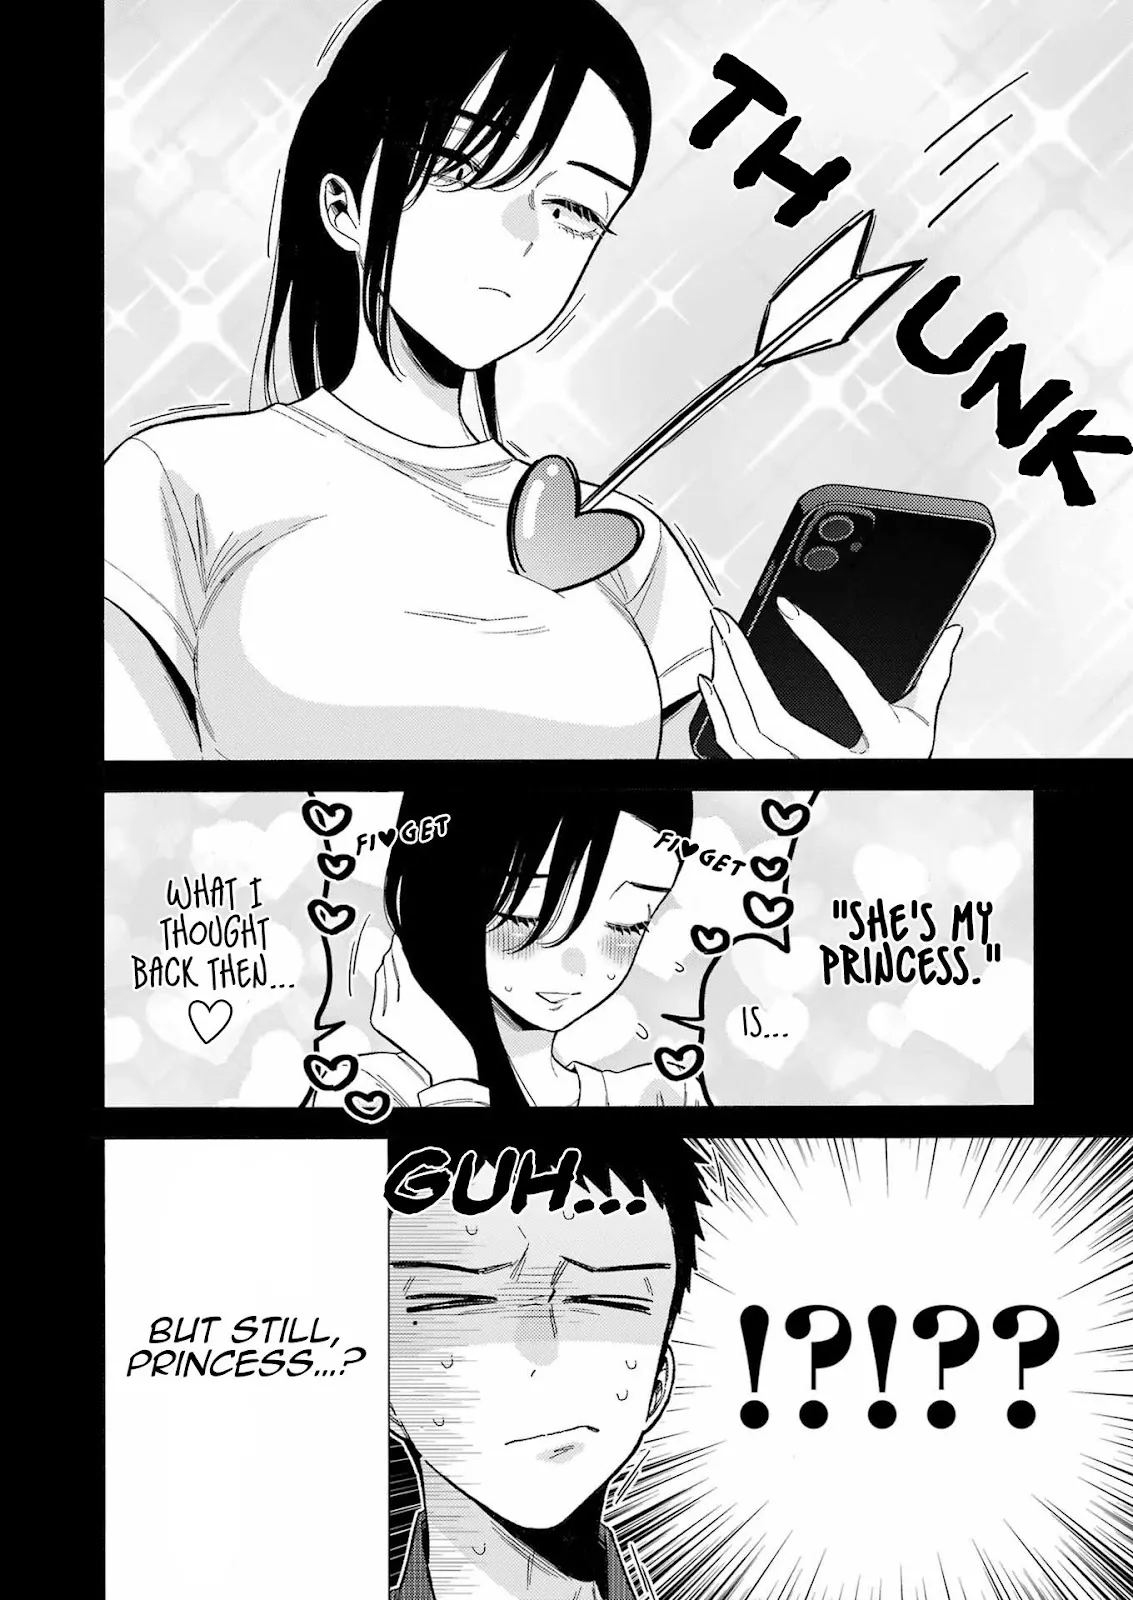 THUNK
"SHE'S MY
PRINCESS."
IS...
FI♥GET
FI♥GET
WHAT I
THOUGHT
BACK THEN...
♡
!?!??
GUH...
BUT STILL,
PRINCESS...?